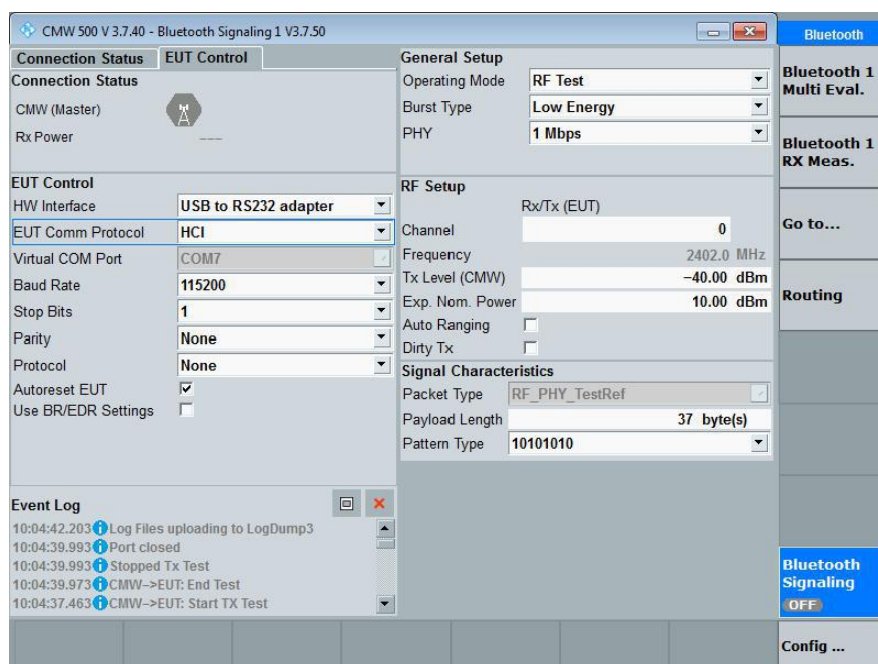 CMW 500 V 3.7.40 - Bluetooth Signaling 1 V3.7.50
Connection Status
EUT Control
Connection Status
CMW (Master)
Rx Power
---
EUT Control
HW Interface
USB to RS232 adapter
EUT Comm Protocol
HCI
Virtual COM Port
COM7
Baud Rate
115200
Stop Bits
1
Parity
None
Protocol
None
Autoreset EUT
Use BR/EDR Settings
Event Log
10:04:42.203 Log Files uploading to LogDump3
10:04:39.993 Port closed
10:04:39.993 Stopped Tx Test
10:04:39.973 CMW-->EUT: End Test
10:04:37.463 CMW-->EUT: Start TX Test
General Setup
Operating Mode
RF Test
Burst Type
Low Energy
PHY
1 Mbps
RF Setup
Rx/Tx (EUT)
Channel
0
Frequency
2402.0 MHz
Tx Level (CMW)
-40.00 dBm
Exp. Nom. Power
10.00 dBm
Auto Ranging
Dirty Tx
Signal Characteristics
Packet Type
RF_PHY_TestRef
Payload Length
37 byte(s)
Pattern Type
10101010
Bluetooth
Bluetooth 1
Multi Eval.
Bluetooth 1
RX Meas.
Go to...
Routing
Bluetooth
Signaling
OFF
Config ...